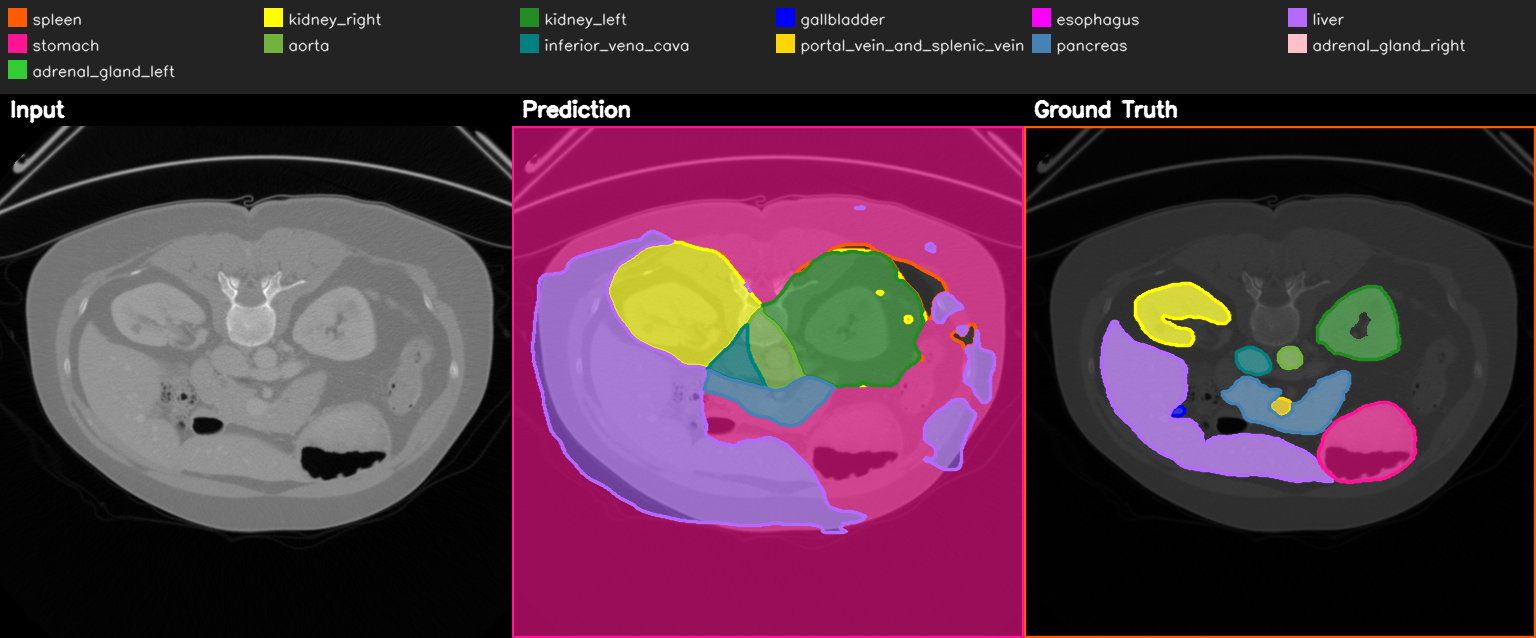 spleen kidney_right kidney_left gallbladder esophagus liver
stomach aorta inferior_vena_cava portal_vein_and_splenic_vein pancreas adrenal_gland_right
adrenal_gland_left
Input Prediction Ground Truth